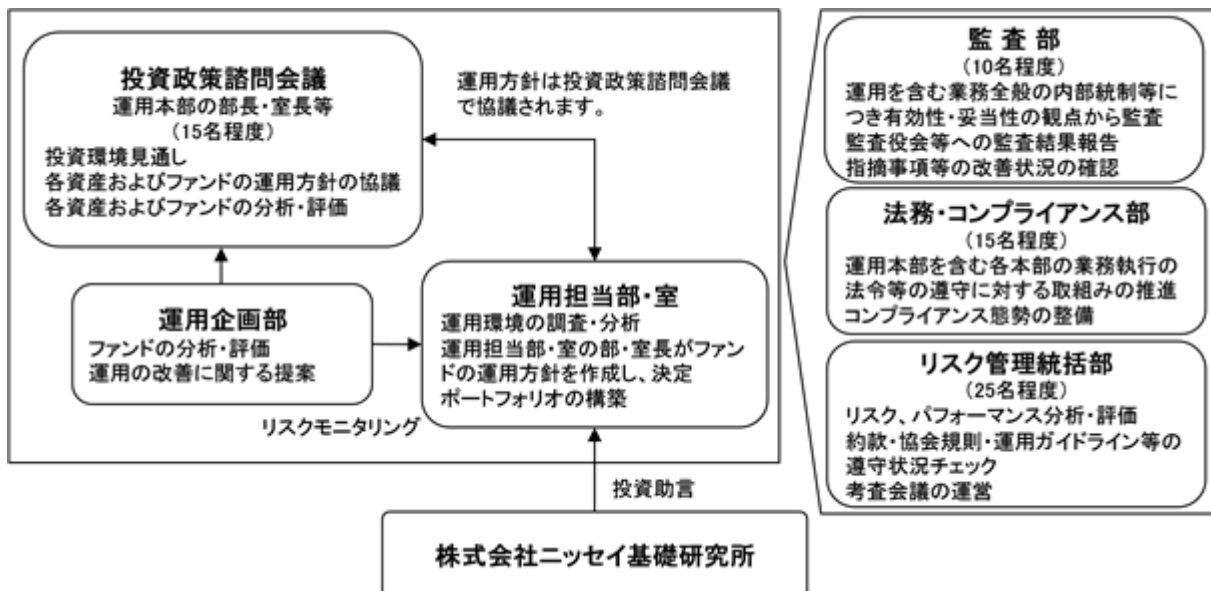 投資政策諮問会議
運用本部の部長・室長等
(15名程度)
投資環境見通し
各資産およびファンドの運用方針の協議
各資産およびファンドの分析・評価
運用方針は投資政策諮問会議
で協議されます。
運用企画部
ファンドの分析・評価
運用の改善に関する提案
リスクモニタリング
運用担当部・室
運用環境の調査・分析
運用担当部・室の部・室長がファン
ドの運用方針を作成し、決定
ポートフォリオの構築
投資助言
株式会社ニッセイ基礎研究所
監 査 部
(10名程度)
運用を含む業務全般の内部統制等に
つき有効性・妥当性の観点から監査
監査役会等への監査結果報告
指摘事項等の改善状況の確認
法務・コンプライアンス部
(15名程度)
運用本部を含む各本部の業務執行の
法令等の遵守に対する取組みの推進
コンプライアンス態勢の整備
リスク管理統括部
(25名程度)
リスク、パフォーマンス分析・評価
約款・協会規則・運用ガイドライン等の
遵守状況チェック
考査会議の運営